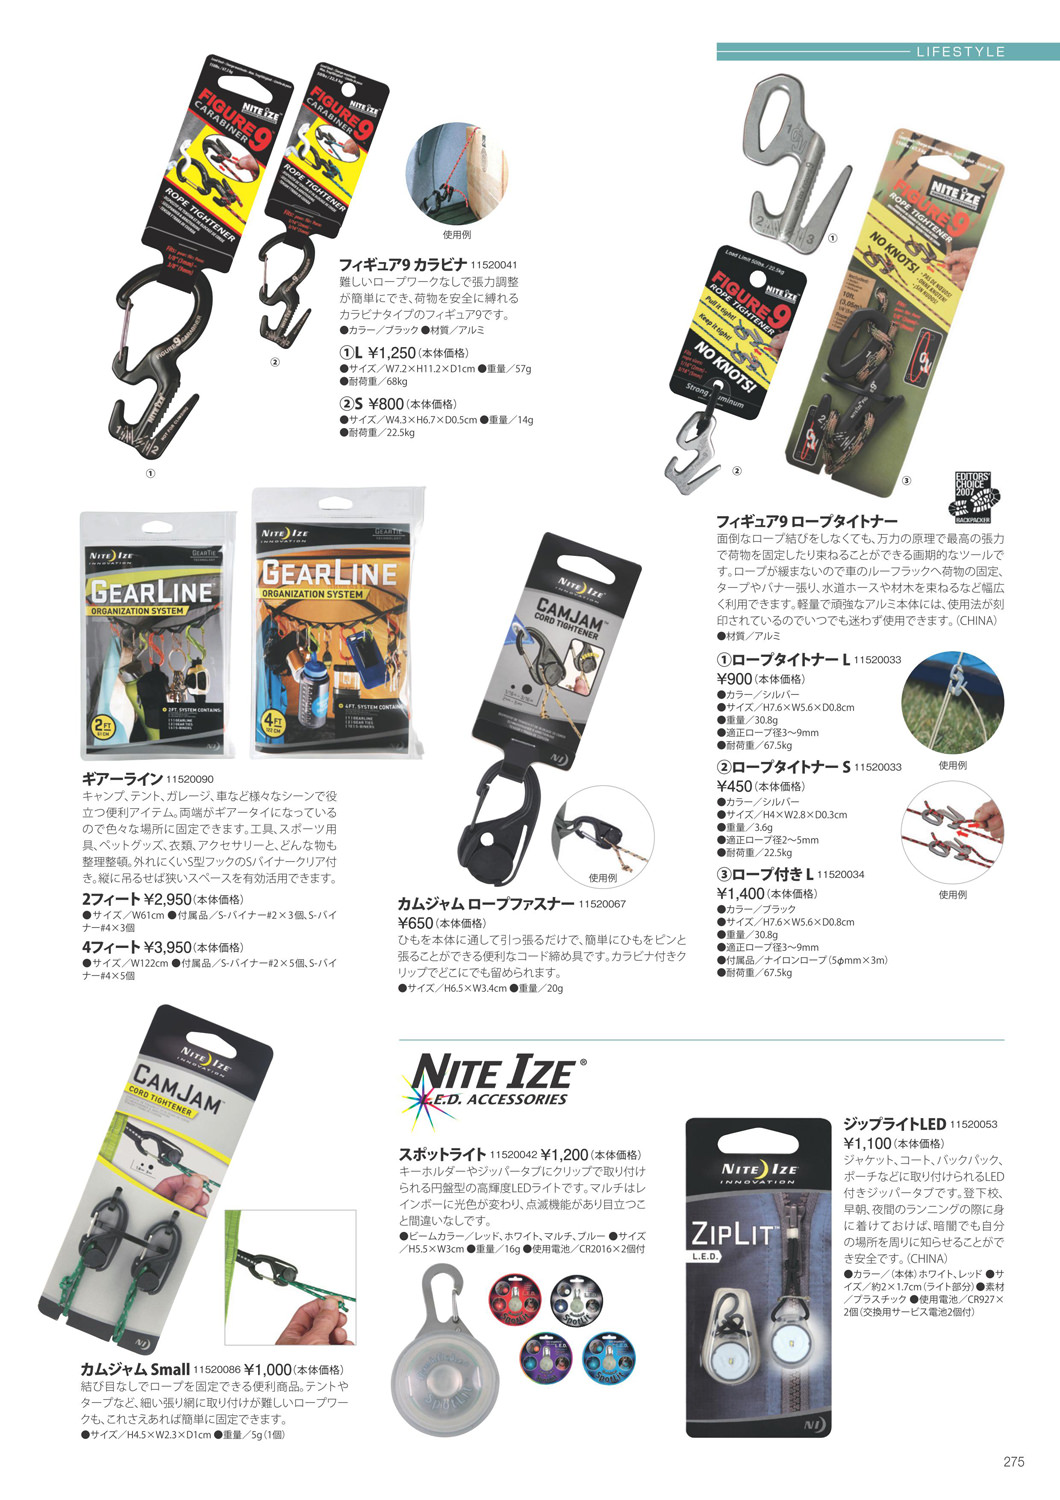 LIFESTYLE
NITE IZE
FIGURE 9
CARABINER
ROPE TIGHTENER
NITE IZE
FIGURE 9
CARABINER
ROPE TIGHTENER
使用例
フィギュア9 カラビナ 11520041
難しいロープワークなしで張力調整
が簡単にでき、荷物を安全に縛れる
カラビナタイプのフィギュア9です。
●カラー／ブラック ●材質／アルミ
①L ¥1,250(本体価格)
●サイズ／W7.2×H11.2×D1cm ●重量／57g
●耐荷重／68kg
②S ¥800(本体価格)
●サイズ／W4.3×H6.7×D0.5cm ●重量／14g
●耐荷重／22.5kg
①
②
①
②
③
Load Limit 50lbs. / 22.5kg
NITE IZE
FIGURE 9
ROPE TIGHTENER
Pull it tight!
Keep it tight!
NO KNOTS!
NITE IZE
FIGURE 9
ROPE TIGHTENER
NO KNOTS!
EDITORS'
CHOICE
2007
BACKPACKER
フィギュア9 ロープタイトナー
面倒なロープ結びをしなくても、万力の原理で最高の張力
で荷物を固定したり束ねることができる画期的なツールで
す。ロープが緩まないので車のルーフラックへ荷物の固定、
タープやバナー張り、水道ホースや材木を束ねるなど幅広
く利用できます。軽量で頑強なアルミ本体には、使用法が刻
印されているのでいつでも迷わず使用できます。(CHINA)
●材質／アルミ
①ロープタイトナー L 11520033
¥900(本体価格)
●カラー／シルバー
●サイズ／H7.6×W5.6×D0.8cm
●重量／30.8g
●適正ロープ径3〜9mm
●耐荷重／67.5kg
使用例
②ロープタイトナー S 11520033
¥450(本体価格)
●カラー／シルバー
●サイズ／H4×W2.8×D0.3cm
●重量／3.6g
●適正ロープ径2〜5mm
●耐荷重／22.5kg
使用例
③ロープ付き L 11520034
¥1,400(本体価格)
●カラー／ブラック
●サイズ／H7.6×W5.6×D0.8cm
●重量／30.8g
●適正ロープ径3〜9mm
●付属品／ナイロンロープ(5φmm×3m)
●耐荷重／67.5kg
NITE IZE
INNOVATION
GEARTIE
GEARLINE
ORGANIZATION SYSTEM
2 FT
NITE IZE
INNOVATION
GEARTIE
GEARLINE
ORGANIZATION SYSTEM
4 FT
4 FT. SYSTEM CONTAINS:
ギアーライン 11520090
キャンプ、テント、ガレージ、車など様々なシーンで役
立つ便利アイテム。両端がギアータイになっている
ので色々な場所に固定できます。工具、スポーツ用
具、ペットグッズ、衣類、アクセサリーと、どんな物も
整理整頓。外れにくいS型フックのSバイナークリア付
き。縦に吊るせば狭いスペースを有効活用できます。
2フィート ¥2,950(本体価格)
●サイズ／W61cm ●付属品／S-バイナー#2×3個、S-バイ
ナー#4×3個
4フィート ¥3,950(本体価格)
●サイズ／W122cm ●付属品／S-バイナー#2×5個、S-バイ
ナー#4×5個
NITE IZE
INNOVATION
CAMJAM
CORD TIGHTENER
使用例
カムジャム ロープファスナー 11520067
¥650(本体価格)
ひもを本体に通して引っ張るだけで、簡単にひもをピンと
張ることができる便利なコード締め具です。カラビナ付きク
リップでどこにでも留められます。
●サイズ／H6.5×W3.4cm ●重量／20g
NITE IZE
INNOVATION
CAMJAM
CORD TIGHTENER
カムジャム Small 11520086 ¥1,000(本体価格)
結び目なしでロープを固定できる便利商品。テントや
タープなど、細い張り網に取り付けが難しいロープワー
クも、これさえあれば簡単に固定できます。
●サイズ／H4.5×W2.3×D1cm ●重量／5g(1個)
NITE IZE®
L.E.D. ACCESSORIES
スポットライト 11520042 ¥1,200(本体価格)
キーホルダーやジッパータブにクリップで取り付け
られる円盤型の高輝度LEDライトです。マルチはレ
インボーに光色が変わり、点滅機能があり目立つこ
と間違いなしです。
●ビームカラー／レッド、ホワイト、マルチ、ブルー ●サイズ
／H5.5×W3cm ●重量／16g ●使用電池／CR2016×2個付
NITE IZE
INNOVATION
ZIPLIT
L.E.D.
ジップライトLED 11520053
¥1,100(本体価格)
ジャケット、コート、バックパック、
ポーチなどに取り付けられるLED
付きジッパータブです。登下校、
早朝、夜間のランニングの際に身
に着けておけば、暗闇でも自分
の場所を周りに知らせることがで
き安全です。(CHINA)
●カラー／(本体)ホワイト、レッド ●サ
イズ／約2×1.7cm(ライト部分) ●素材
／プラスチック ●使用電池／CR927×
2個(交換用サービス電池2個付)
275